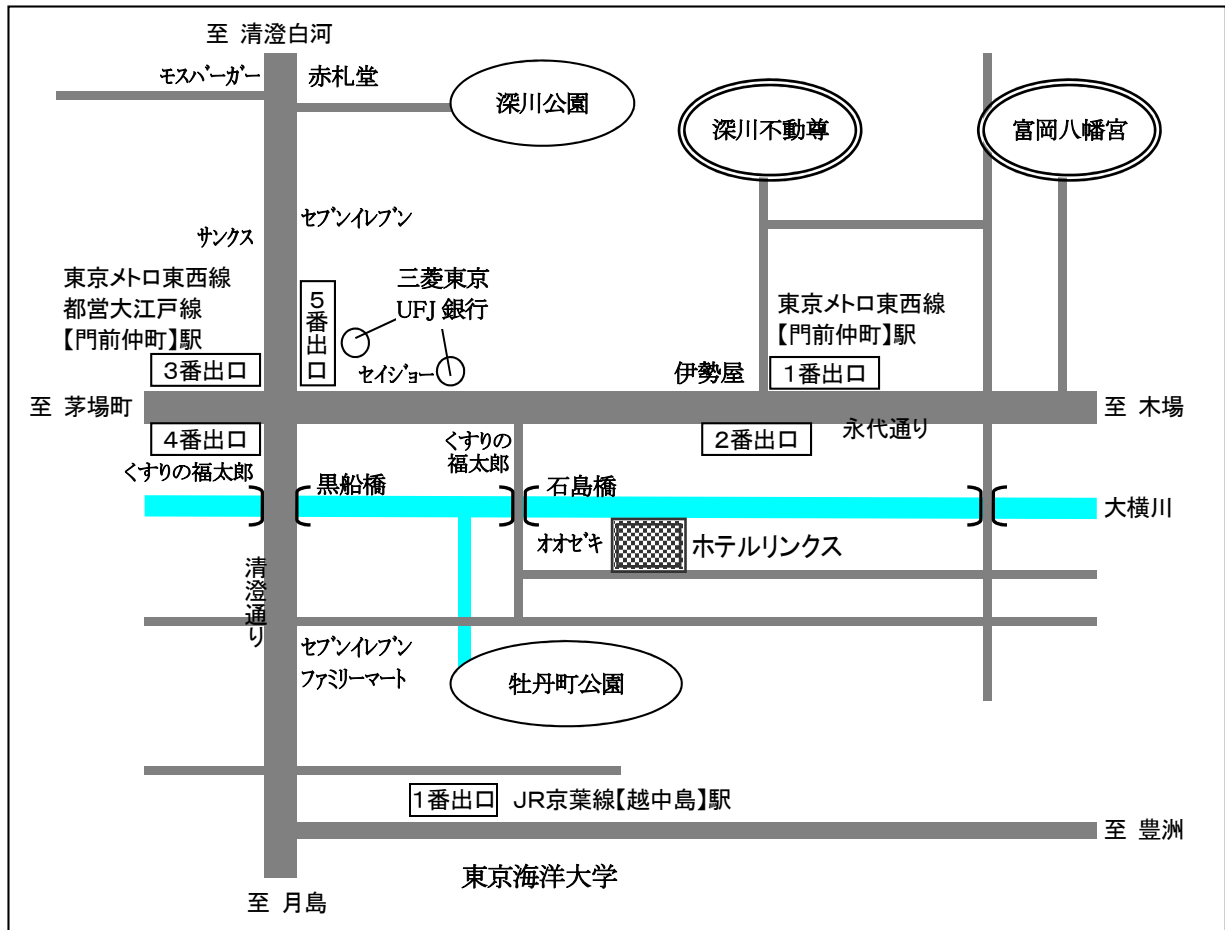 至 清澄白河
モスバーガー
赤札堂
深川公園
深川不動尊
富岡八幡宮
セブンイレブン
サンクス
東京メトロ東西線
都営大江戸線
【門前仲町】駅
3番出口
5番出口
三菱東京
UFJ 銀行
セイジョー
伊勢屋
東京メトロ東西線
【門前仲町】駅
1番出口
至 茅場町
至 木場
永代通り
4番出口
くすりの福太郎
くすりの
福太郎
2番出口
黒船橋
石島橋
大横川
オオゼキ
ホテルリンクス
清澄通り
セブンイレブン
ファミリーマート
牡丹町公園
1番出口
JR京葉線【越中島】駅
至 豊洲
東京海洋大学
至 月島